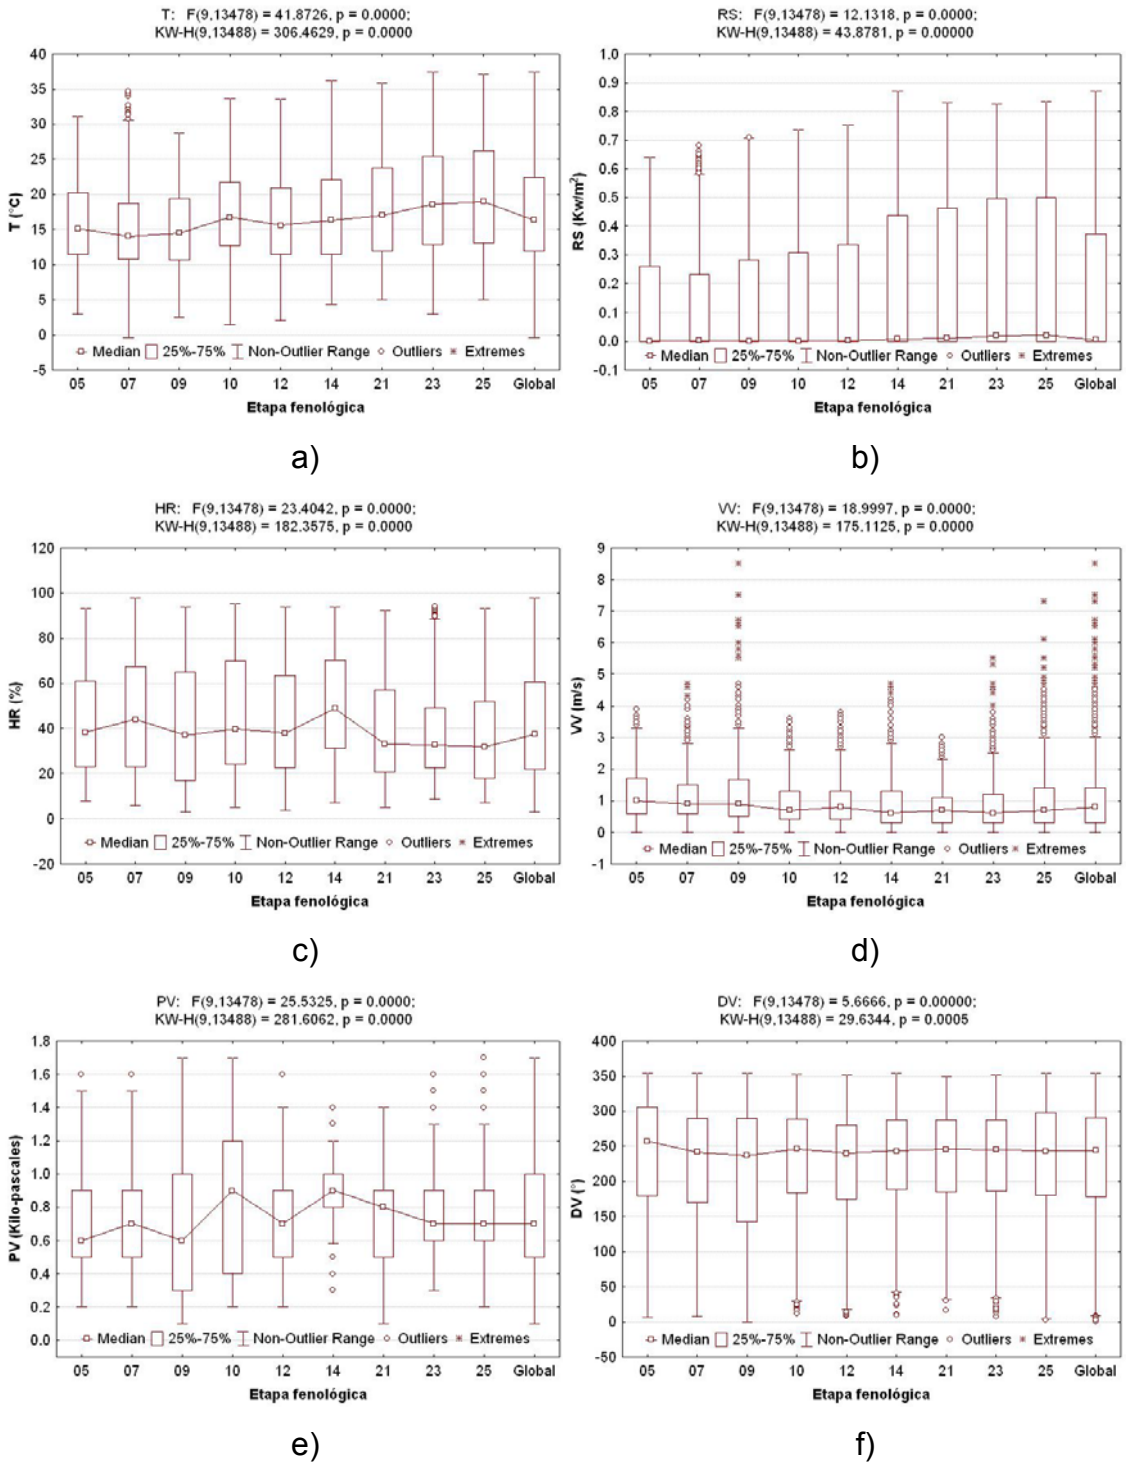 T: F(9,13478) = 41.8726, p = 0.0000;
KW-H(9,13488) = 306.4629, p = 0.0000
40
35
30
25
20
15
10
5
0
-5
T (°C)
Median 25%-75% Non-Outlier Range Outliers Extremes
05 07 09 10 12 14 21 23 25 Global
Etapa fenológica
a)
RS: F(9,13478) = 12.1318, p = 0.0000;
KW-H(9,13488) = 43.8781, p = 0.00000
1.0
0.9
0.8
0.7
0.6
0.5
0.4
0.3
0.2
0.1
0.0
-0.1
RS (Kw/m²)
Median 25%-75% Non-Outlier Range Outliers Extremes
05 07 09 10 12 14 21 23 25 Global
Etapa fenológica
b)
HR: F(9,13478) = 23.4042, p = 0.0000;
KW-H(9,13488) = 182.3575, p = 0.0000
120
100
80
60
40
20
0
-20
HR (%)
Median 25%-75% Non-Outlier Range Outliers Extremes
05 07 09 10 12 14 21 23 25 Global
Etapa fenológica
c)
VV: F(9,13478) = 18.9997, p = 0.0000;
KW-H(9,13488) = 175.1125, p = 0.0000
9
8
7
6
5
4
3
2
1
0
-1
VV (m/s)
Median 25%-75% Non-Outlier Range Outliers Extremes
05 07 09 10 12 14 21 23 25 Global
Etapa fenológica
d)
PV: F(9,13478) = 25.5325, p = 0.0000;
KW-H(9,13488) = 281.6062, p = 0.0000
1.8
1.6
1.4
1.2
1.0
0.8
0.6
0.4
0.2
0.0
PV (Kilo-pascales)
Median 25%-75% Non-Outlier Range Outliers Extremes
05 07 09 10 12 14 21 23 25 Global
Etapa fenológica
e)
DV: F(9,13478) = 5.6666, p = 0.00000;
KW-H(9,13488) = 29.6344, p = 0.0005
400
350
300
250
200
150
100
50
0
-50
DV (°)
Median 25%-75% Non-Outlier Range Outliers Extremes
05 07 09 10 12 14 21 23 25 Global
Etapa fenológica
f)